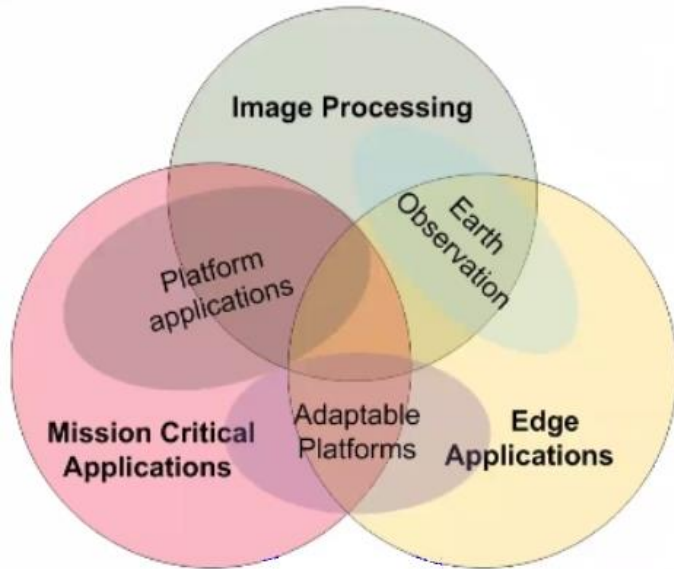 Image Processing
Earth
Observation
Platform
applications
Mission Critical
Applications
Adaptable
Platforms
Edge
Applications